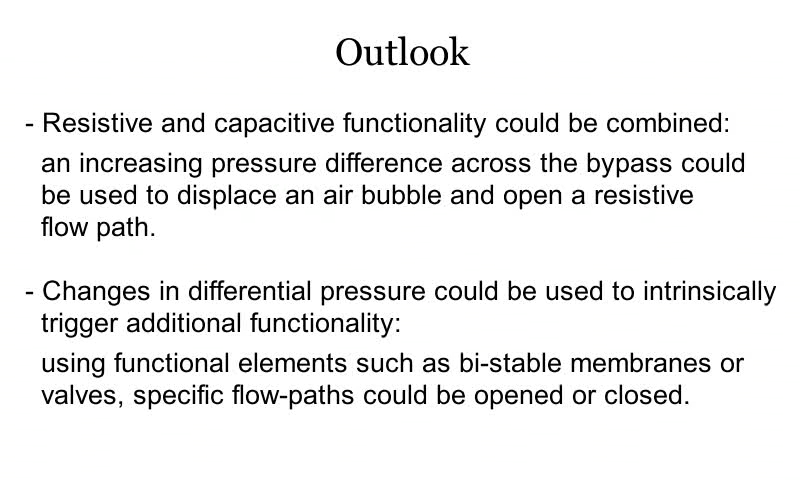 Outlook
- Resistive and capacitive functionality could be combined:
an increasing pressure difference across the bypass could
be used to displace an air bubble and open a resistive
flow path.
- Changes in differential pressure could be used to intrinsically
trigger additional functionality:
using functional elements such as bi-stable membranes or
valves, specific flow-paths could be opened or closed.